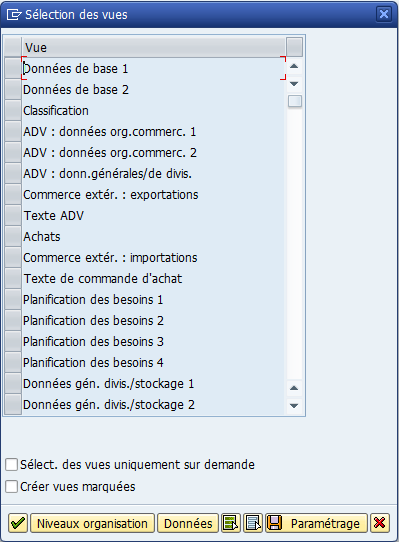 Sélection des vues
Vue
Données de base 1
Données de base 2
Classification
ADV : données org.commerc. 1
ADV : données org.commerc. 2
ADV : donn.générales/de divis.
Commerce extér. : exportations
Texte ADV
Achats
Commerce extér. : importations
Texte de commande d'achat
Planification des besoins 1
Planification des besoins 2
Planification des besoins 3
Planification des besoins 4
Données gén. divis./stockage 1
Données gén. divis./stockage 2
Sélect. des vues uniquement sur demande
Créer vues marquées
Niveaux organisation Données Paramétrage